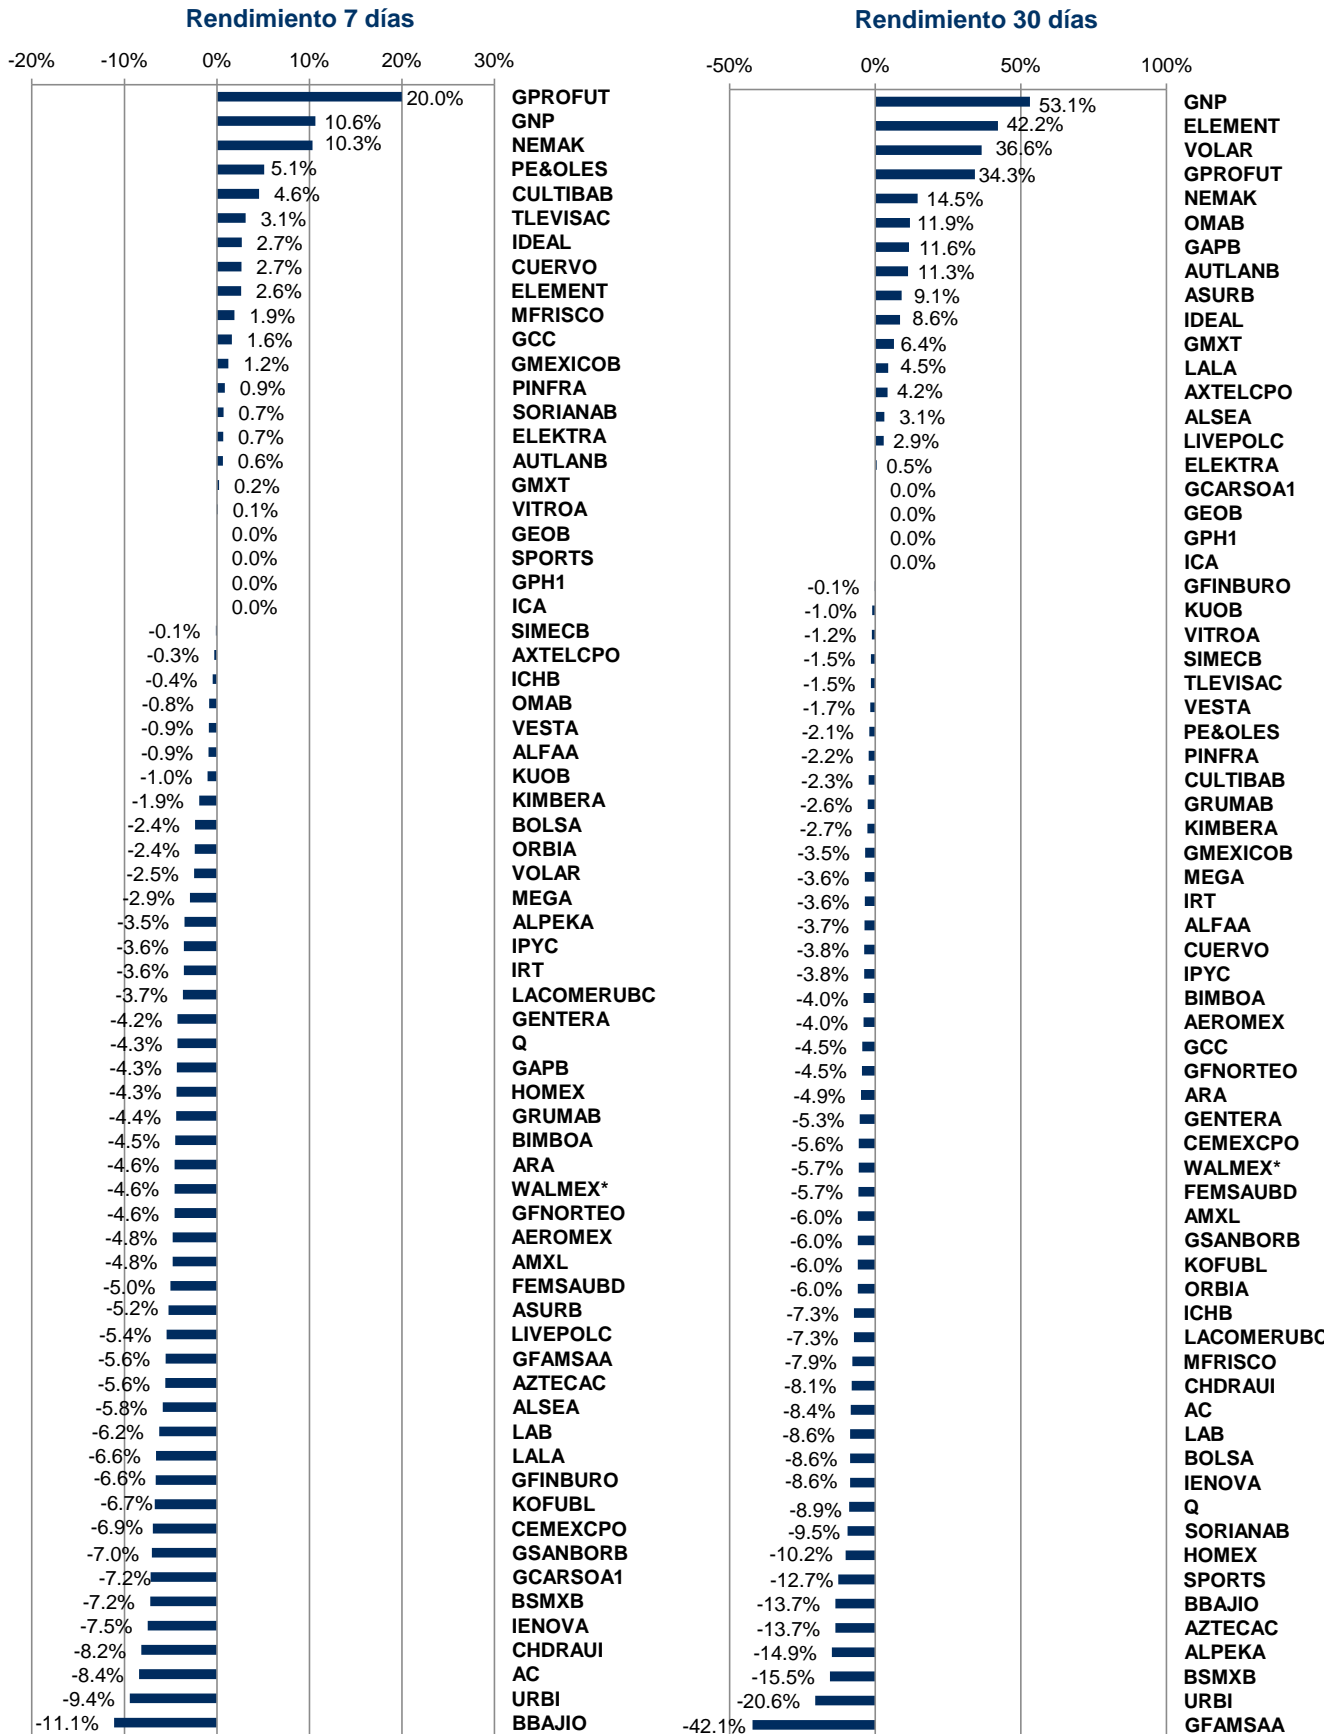 Rendimiento 7 días
-20% -10% 0% 10% 20% 30%
20.0% GPROFUT
10.6% GNP
10.3% NEMAK
5.1% PE&OLES
4.6% CULTIBAB
3.1% TLEVISAC
2.7% IDEAL
2.7% CUERVO
2.6% ELEMENT
1.9% MFRISCO
1.6% GCC
1.2% GMEXICOB
0.9% PINFRA
0.7% SORIANAB
0.7% ELEKTRA
0.6% AUTLANB
0.2% GMXT
0.1% VITROA
0.0% GEOB
0.0% SPORTS
0.0% GPH1
0.0% ICA
-0.1% SIMECB
-0.3% AXTELCPO
-0.4% ICHB
-0.8% OMAB
-0.9% VESTA
-0.9% ALFAA
-1.0% KUOB
-1.9% KIMBERA
-2.4% BOLSA
-2.4% ORBIA
-2.5% VOLAR
-2.9% MEGA
-3.5% ALPEKA
-3.6% IPYC
-3.6% IRT
-3.7% LACOMERUBC
-4.2% GENTERA
-4.3% Q
-4.3% GAPB
-4.3% HOMEX
-4.4% GRUMAB
-4.5% BIMBOA
-4.6% ARA
-4.6% WALMEX*
-4.6% GFNORTEO
-4.8% AEROMEX
-4.8% AMXL
-5.0% FEMSAUBD
-5.2% ASURB
-5.4% LIVEPOLC
-5.6% GFAMSAA
-5.6% AZTECAC
-5.8% ALSEA
-6.2% LAB
-6.6% LALA
-6.6% GFINBURO
-6.7% KOFUBL
-6.9% CEMEXCPO
-7.0% GSANBORB
-7.2% GCARSOA1
-7.2% BSMXB
-7.5% IENOVA
-8.2% CHDRAUI
-8.4% AC
-9.4% URBI
-11.1% BBAJIO
Rendimiento 30 días
-50% 0% 50% 100%
53.1% GNP
42.2% ELEMENT
36.6% VOLAR
34.3% GPROFUT
14.5% NEMAK
11.9% OMAB
11.6% GAPB
11.3% AUTLANB
9.1% ASURB
8.6% IDEAL
6.4% GMXT
4.5% LALA
4.2% AXTELCPO
3.1% ALSEA
2.9% LIVEPOLC
0.5% ELEKTRA
0.0% GCARSOA1
0.0% GEOB
0.0% GPH1
0.0% ICA
-0.1% GFINBURO
-1.0% KUOB
-1.2% VITROA
-1.5% SIMECB
-1.5% TLEVISAC
-1.7% VESTA
-2.1% PE&OLES
-2.2% PINFRA
-2.3% CULTIBAB
-2.6% GRUMAB
-2.7% KIMBERA
-3.5% GMEXICOB
-3.6% MEGA
-3.6% IRT
-3.7% ALFAA
-3.8% CUERVO
-3.8% IPYC
-4.0% BIMBOA
-4.0% AEROMEX
-4.5% GCC
-4.5% GFNORTEO
-4.9% ARA
-5.3% GENTERA
-5.6% CEMEXCPO
-5.7% WALMEX*
-5.7% FEMSAUBD
-6.0% AMXL
-6.0% GSANBORB
-6.0% KOFUBL
-6.0% ORBIA
-7.3% ICHB
-7.3% LACOMERUBC
-7.9% MFRISCO
-8.1% CHDRAUI
-8.4% AC
-8.6% LAB
-8.6% BOLSA
-8.6% IENOVA
-8.9% Q
-9.5% SORIANAB
-10.2% HOMEX
-12.7% SPORTS
-13.7% BBAJIO
-13.7% AZTECAC
-14.9% ALPEKA
-15.5% BSMXB
-20.6% URBI
-42.1% GFAMSAA